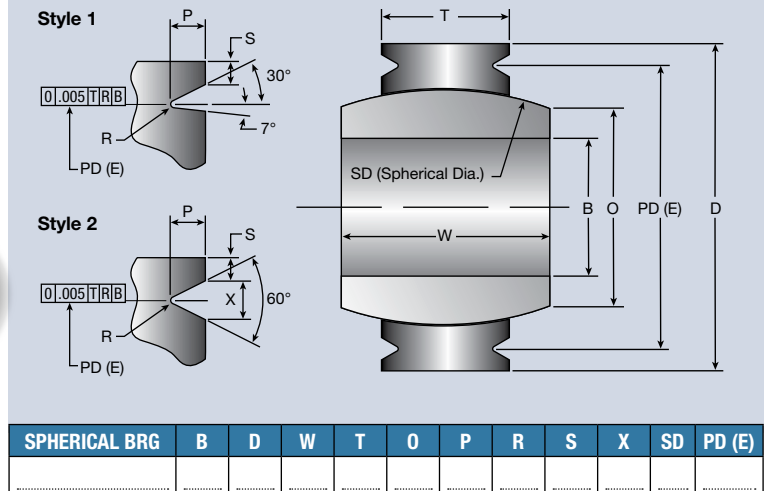 Style 1
P
S
30°
0 .005 T R B
7°
R
PD (E)
Style 2
P
S
0 .005 T R B
X
60°
R
PD (E)
T
SD (Spherical Dia.)
B
O
PD (E)
D
W
SPHERICAL BRG B D W T O P R S X SD PD (E)